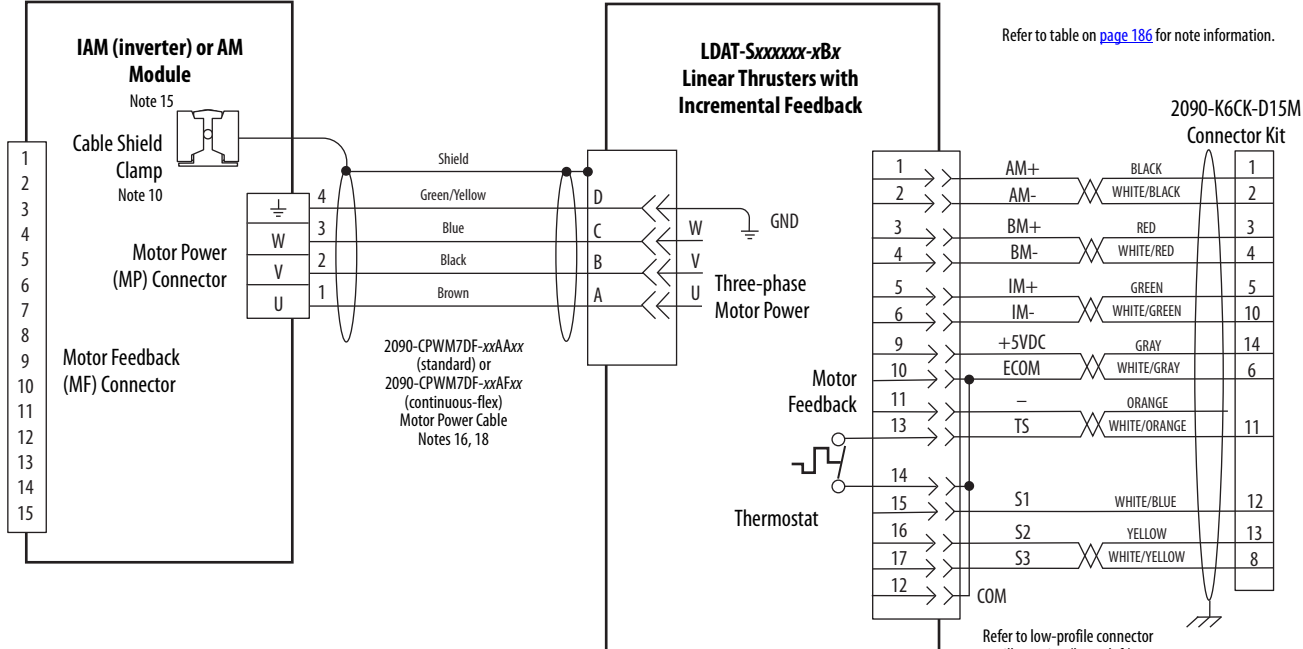 Refer to table on page 186 for note information.
IAM (inverter) or AM
Module
Note 15
Cable Shield
Clamp
Note 10
1
2
3
4
5
6
7
8
9
10
11
12
13
14
15
Motor Power
(MP) Connector
W
V
U
Motor Feedback
(MF) Connector
Shield
4 Green/Yellow D
3 Blue C
2 Black B
1 Brown A
2090-CPWM7DF-xxAAxx
(standard) or
2090-CPWM7DF-xxAFxx
(continuous-flex)
Motor Power Cable
Notes 16, 18
LDAT-Sxxxxxx-xBx
Linear Thrusters with
Incremental Feedback
GND
W
V
U
Three-phase
Motor Power
Motor
Feedback
Thermostat
2090-K6CK-D15M
Connector Kit
1 AM+ BLACK 1
2 AM- WHITE/BLACK 2
3 BM+ RED 3
4 BM- WHITE/RED 4
5 IM+ GREEN 5
6 IM- WHITE/GREEN 10
9 +5VDC GRAY 14
10 ECOM WHITE/GRAY 6
11 – ORANGE
13 TS WHITE/ORANGE 11
14
15 S1 WHITE/BLUE 12
16 S2 YELLOW 13
17 S3 WHITE/YELLOW 8
12 COM
Refer to low-profile connector